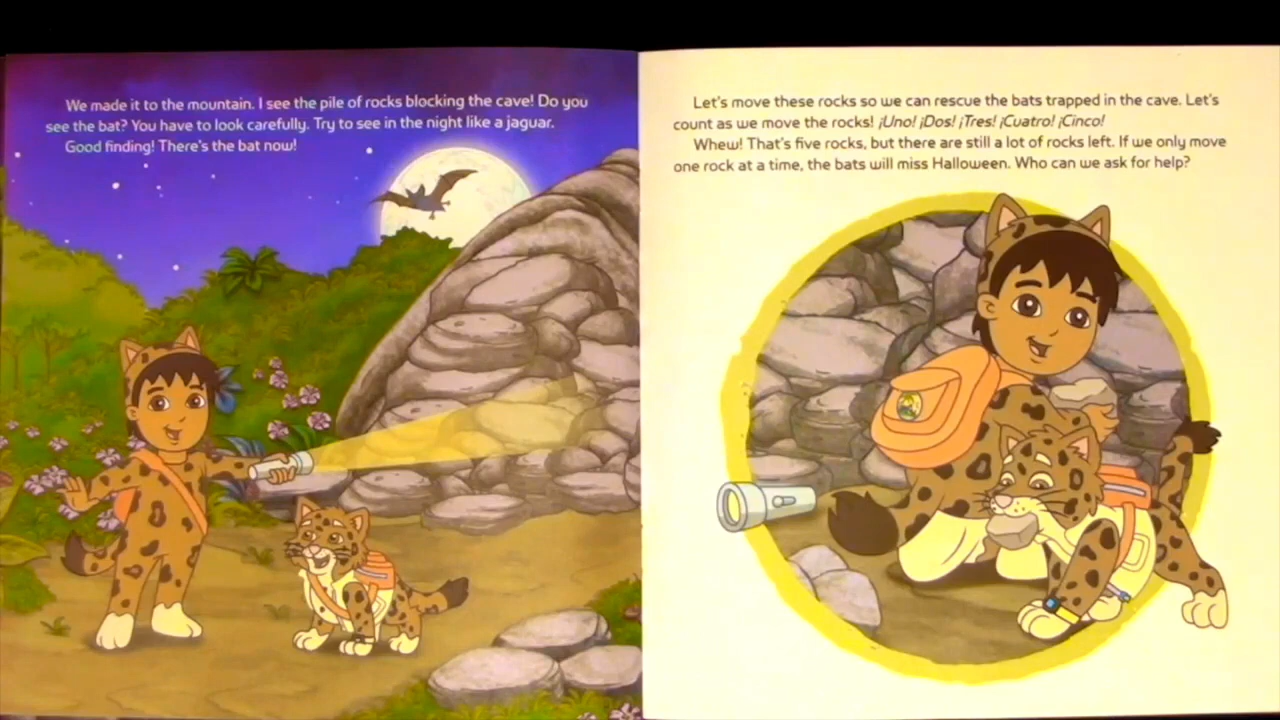 We made it to the mountain. I see the pile of rocks blocking the cave! Do you
see the bat? You have to look carefully. Try to see in the night like a jaguar.
Good finding! There's the bat now!
Let's move these rocks so we can rescue the bats trapped in the cave. Let's
count as we move the rocks! ¡Uno! ¡Dos! ¡Tres! ¡Cuatro! ¡Cinco!
Whew! That's five rocks, but there are still a lot of rocks left. If we only move
one rock at a time, the bats will miss Halloween. Who can we ask for help?